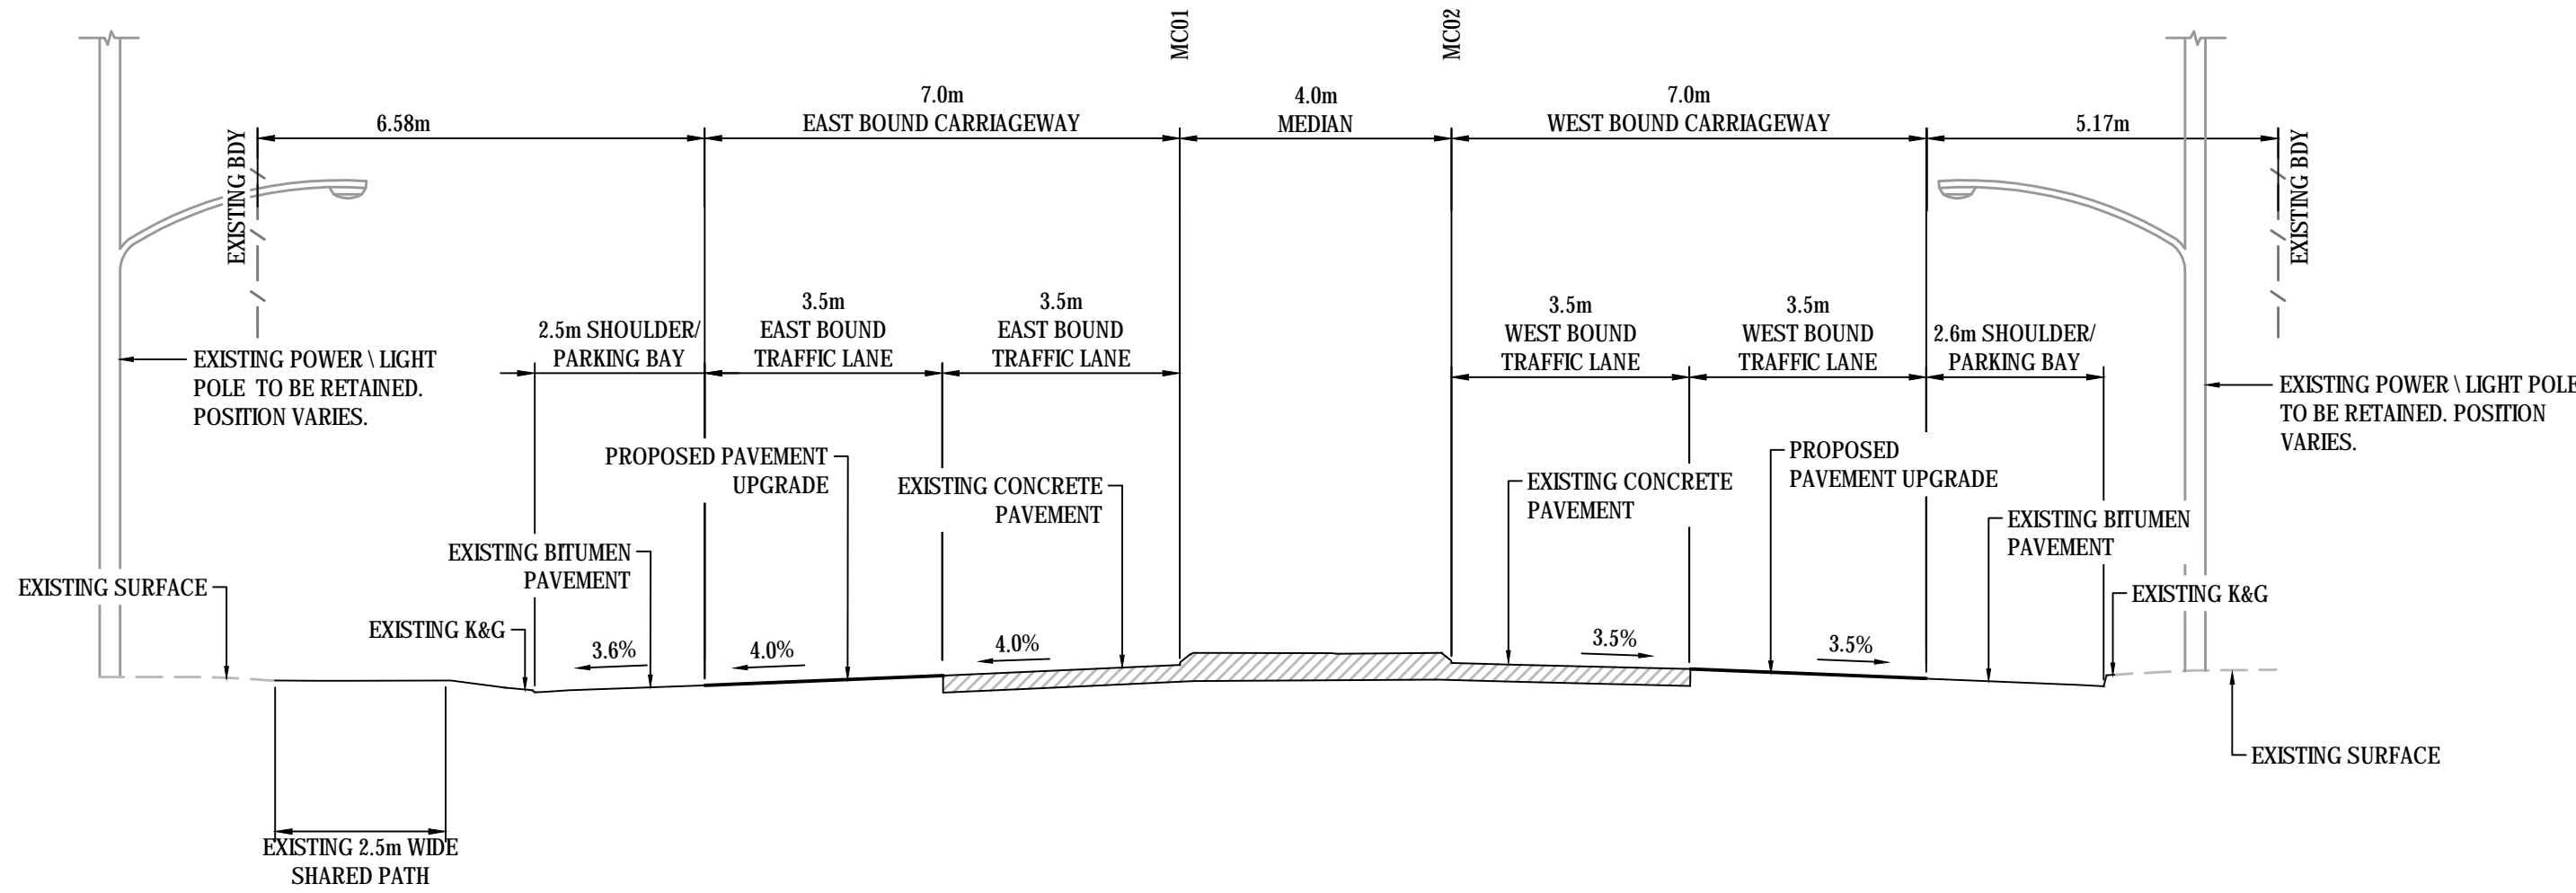 MC01
MC02
7.0m
EAST BOUND CARRIAGEWAY
4.0m
MEDIAN
7.0m
WEST BOUND CARRIAGEWAY
6.58m
5.17m
EXISTING BDY
EXISTING BDY
2.5m SHOULDER/
PARKING BAY
3.5m
EAST BOUND
TRAFFIC LANE
3.5m
EAST BOUND
TRAFFIC LANE
3.5m
WEST BOUND
TRAFFIC LANE
3.5m
WEST BOUND
TRAFFIC LANE
2.6m SHOULDER/
PARKING BAY
EXISTING POWER \ LIGHT
POLE TO BE RETAINED.
POSITION VARIES.
EXISTING POWER \ LIGHT POLE
TO BE RETAINED. POSITION
VARIES.
PROPOSED PAVEMENT
UPGRADE
EXISTING CONCRETE
PAVEMENT
EXISTING CONCRETE
PAVEMENT
PROPOSED
PAVEMENT UPGRADE
EXISTING BITUMEN
PAVEMENT
EXISTING BITUMEN
PAVEMENT
EXISTING SURFACE
EXISTING K&G
EXISTING K&G
3.6%
4.0%
4.0%
3.5%
3.5%
EXISTING SURFACE
EXISTING 2.5m WIDE
SHARED PATH